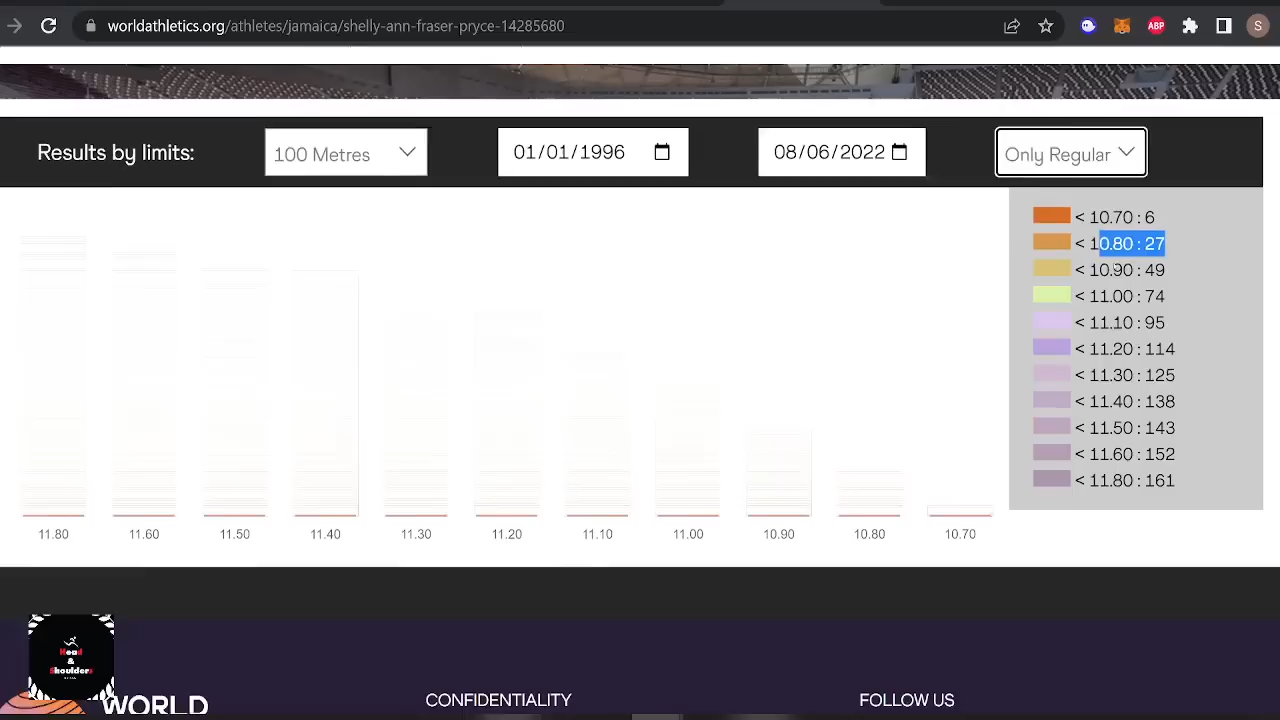 worldathletics.org/athletes/jamaica/shelly-ann-fraser-pryce-14285680
ABP
S
Results by limits:
100 Metres
01/01/1996
08/06/2022
Only Regular
< 10.70 : 6
< 10.80 : 27
< 10.90 : 49
< 11.00 : 74
< 11.10 : 95
< 11.20 : 114
< 11.30 : 125
< 11.40 : 138
< 11.50 : 143
< 11.60 : 152
< 11.80 : 161
11.80 11.60 11.50 11.40 11.30 11.20 11.10 11.00 10.90 10.80 10.70
Head
&
Shoulders
WORLD
CONFIDENTIALITY
FOLLOW US